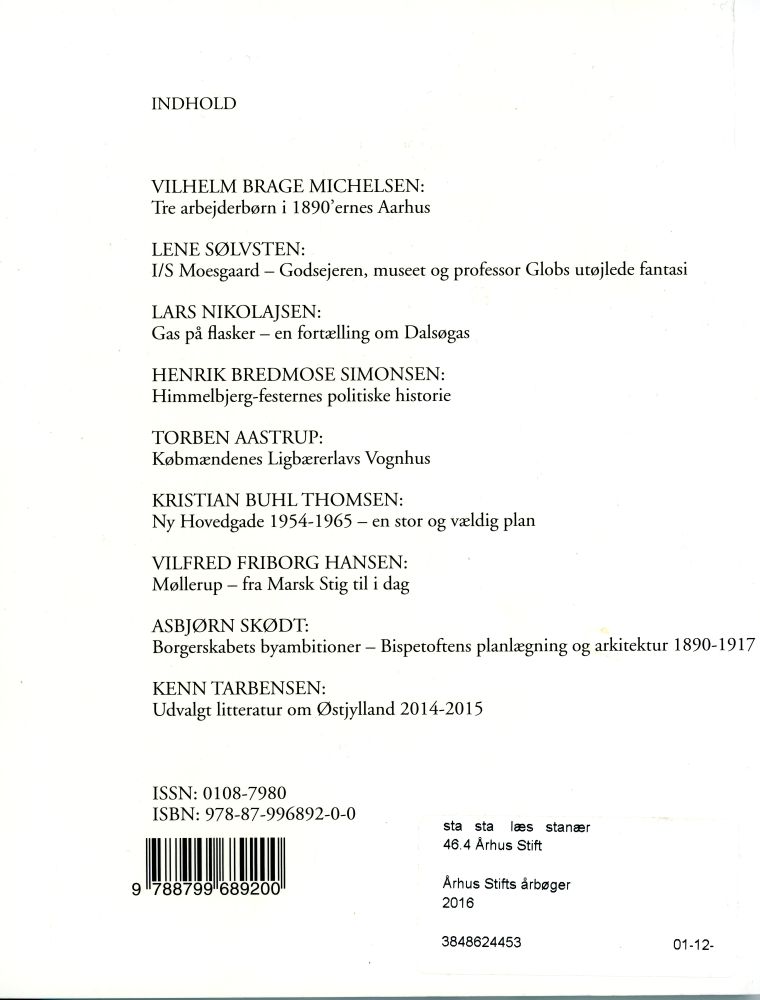 INDHOLD
VILHELM BRAGE MICHELSEN:
Tre arbejderbørn i 1890'ernes Aarhus
LENE SØLVSTEN:
I/S Moesgaard – Godsejeren, museet og professor Globs utøjlede fantasi
LARS NIKOLAJSEN:
Gas på flasker – en fortælling om Dalsøgas
HENRIK BREDMOSE SIMONSEN:
Himmelbjerg-festernes politiske historie
TORBEN AASTRUP:
Købmændenes Ligbærerlavs Vognhus
KRISTIAN BUHL THOMSEN:
Ny Hovedgade 1954-1965 – en stor og vældig plan
VILFRED FRIBORG HANSEN:
Møllerup – fra Marsk Stig til i dag
ASBJØRN SKØDT:
Borgerskabets byambitioner – Bispetoftens planlægning og arkitektur 1890-1917
KENN TARBENSEN:
Udvalgt litteratur om Østjylland 2014-2015
ISSN: 0108-7980
ISBN: 978-87-996892-0-0
9 788799 689200
sta sta læs stanær
46.4 Århus Stift
Århus Stifts årbøger
2016
3848624453 01-12-